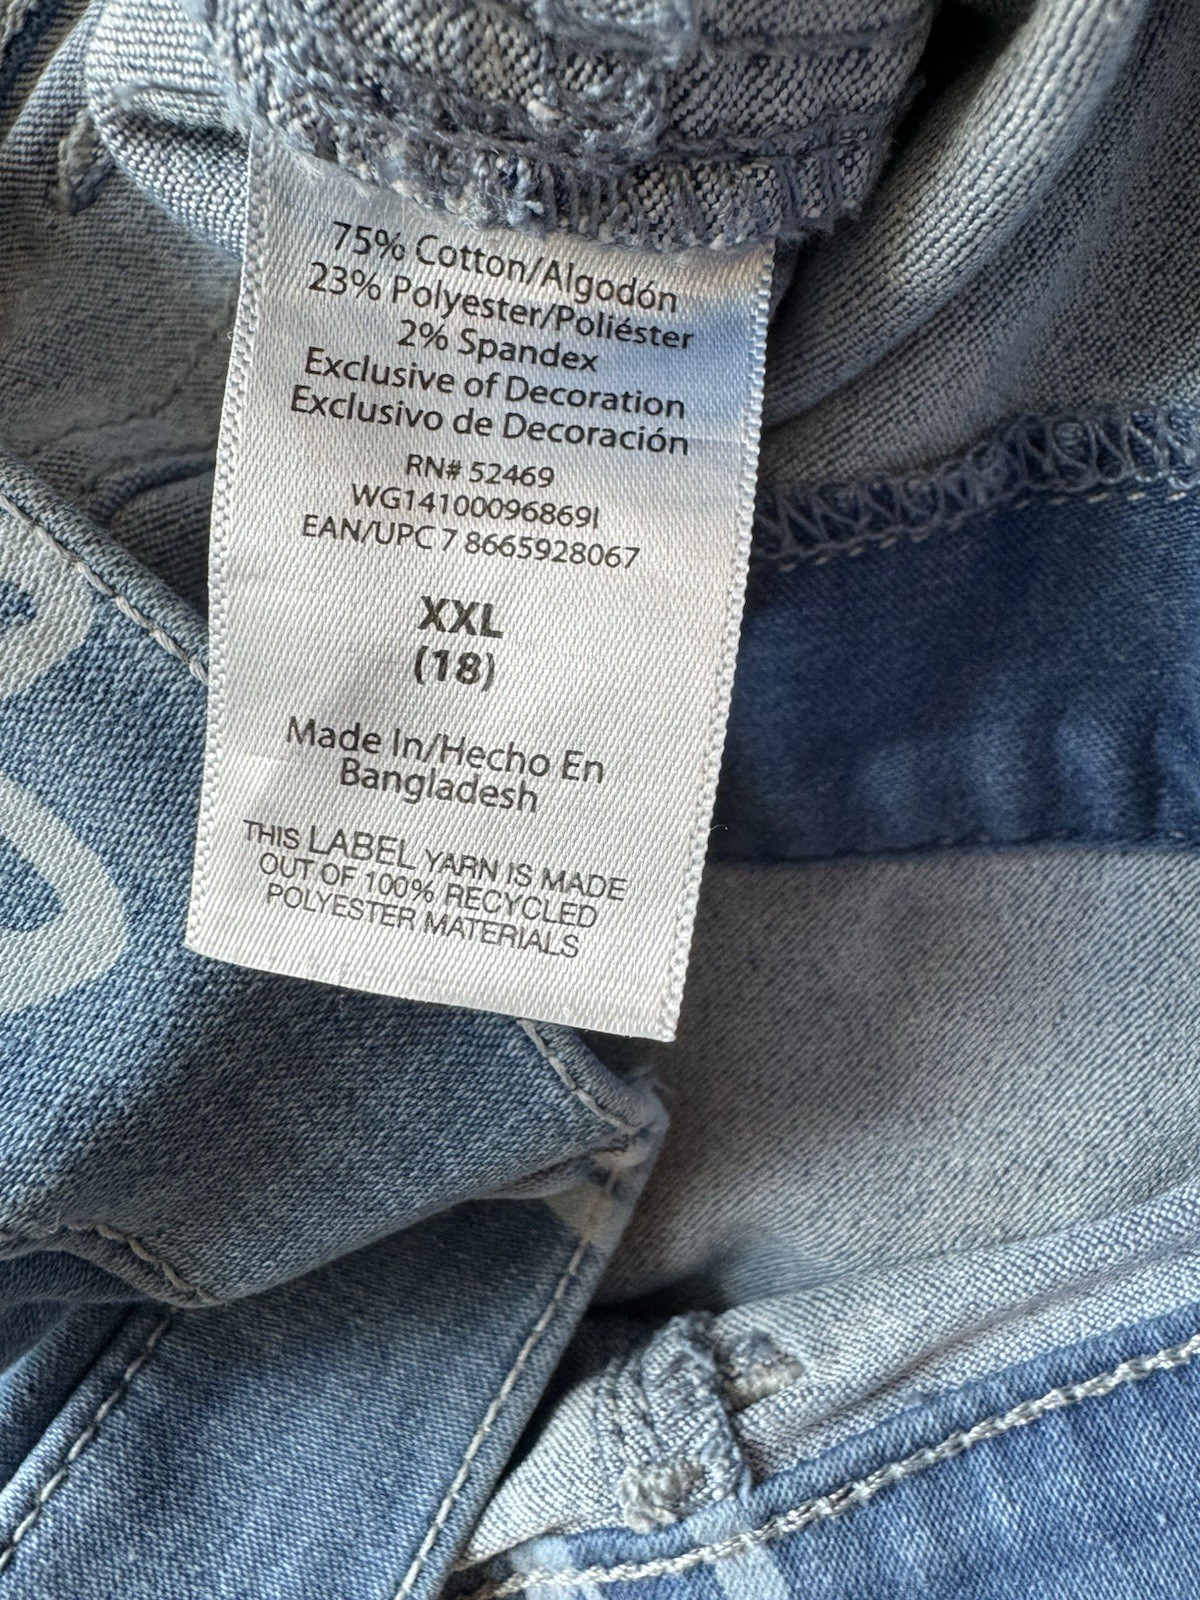 75% Cotton/Algodón
23% Polyester/Poliéster
2% Spandex
Exclusive of Decoration
Exclusivo de Decoración
RN# 52469
WG14100096869I
EAN/UPC 7 8665928067
XXL
(18)
Made In/Hecho En
Bangladesh
THIS LABEL YARN IS MADE
OUT OF 100% RECYCLED
POLYESTER MATERIALS